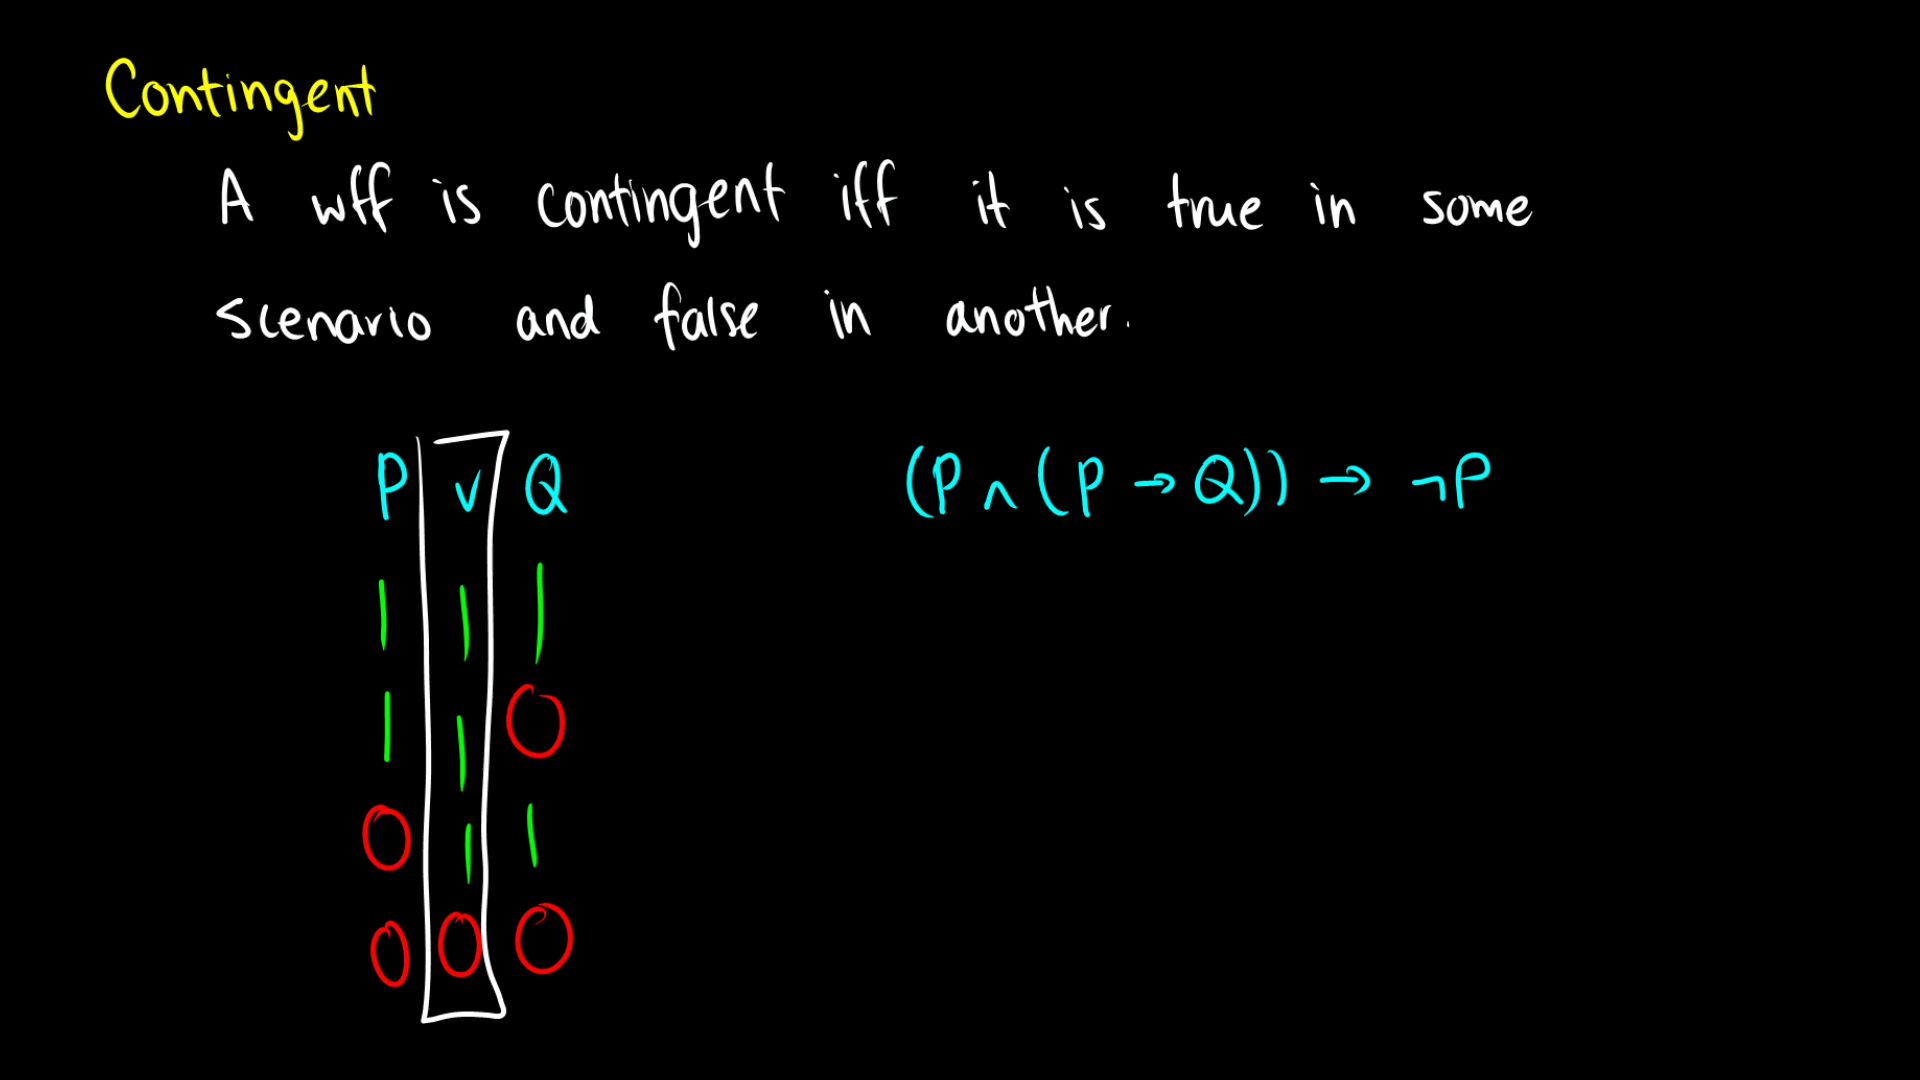 Contingent
A wff is contingent iff it is true in some
scenario and false in another.
P ∨ Q
(P ∧ (P → Q)) → ¬P
1 1 1
1 1 0
0 1 1
0 0 0